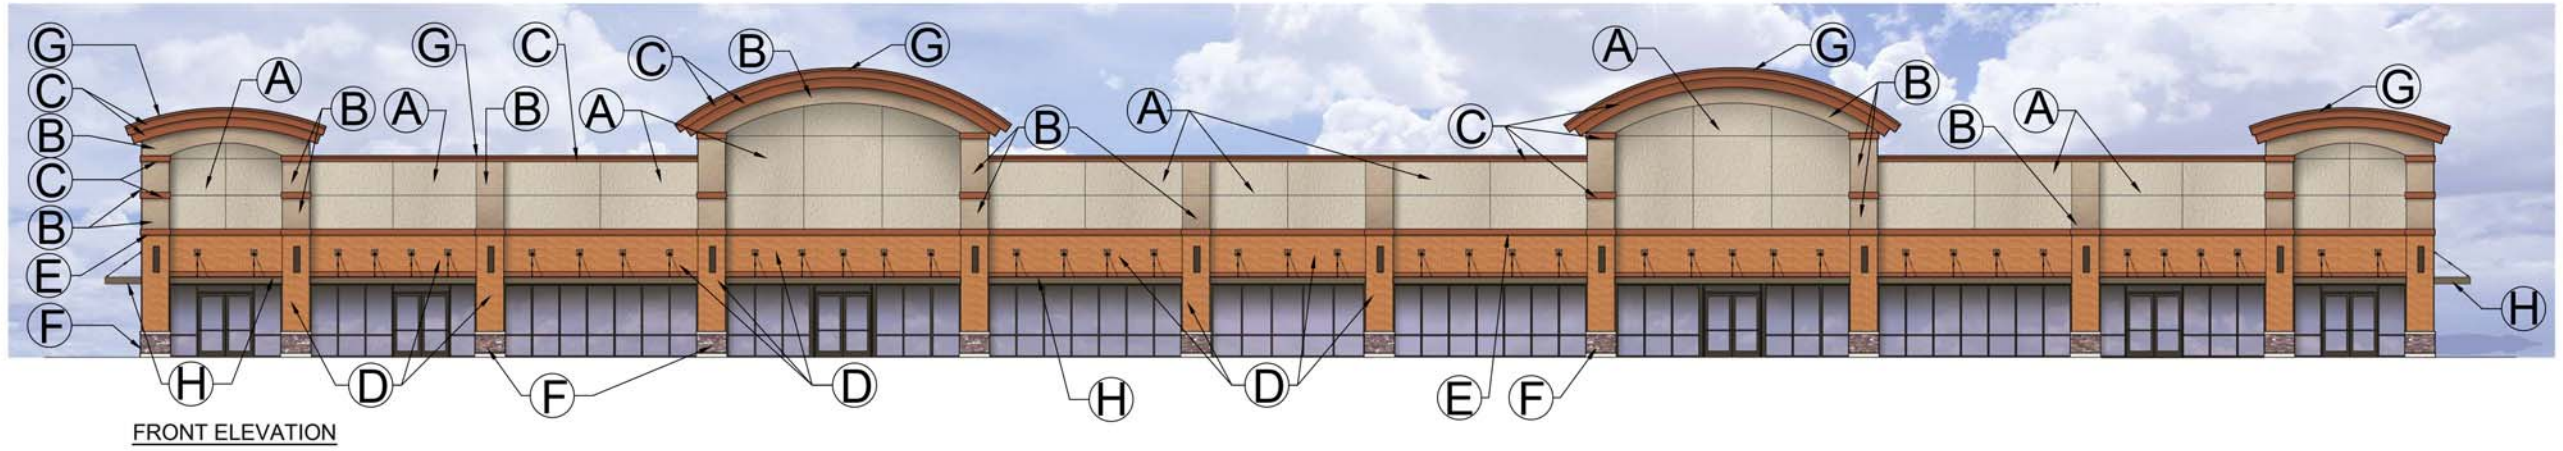 G G C C B G A G
C A B A B A B A C B B A G
B
C
B
E
F
H D F D H D E F H
FRONT ELEVATION